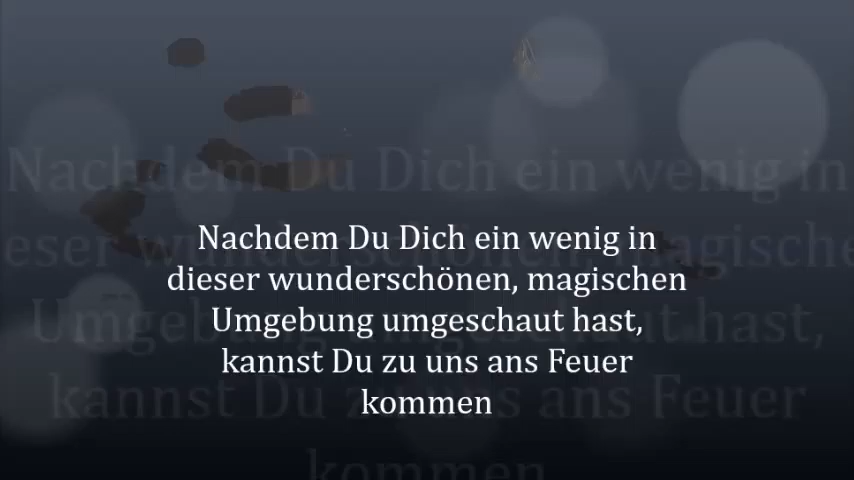 Nachdem Du Dich ein wenig in
dieser wunderschönen, magischen
Umgebung umgeschaut hast,
kannst Du zu uns ans Feuer
kommen